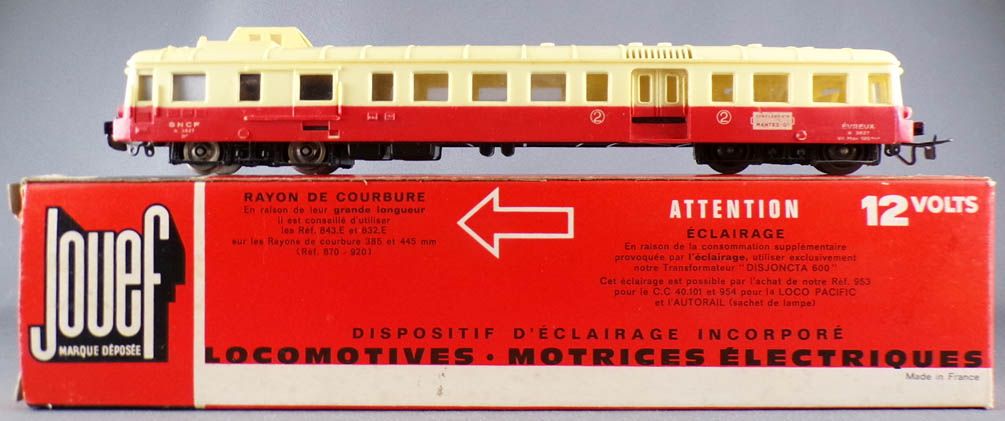 SNCF
2
2
MANTES-GT
ÉVREUX
Jouef
MARQUE DÉPOSÉE
RAYON DE COURBURE
En raison de leur grande longueur
il est conseillé d'utiliser
les Réf. 843.E et 832.E
sur les Rayons de courbure 385 et 445 mm
(Réf. 870 - 920)
ATTENTION
ÉCLAIRAGE
En raison de la consommation supplémentaire
provoquée par l'éclairage, utiliser exclusivement
notre Transformateur "DISJONCTA 600"
Cet éclairage est possible par l'achat de notre Réf. 953
pour le C.C 40.101 et 954 pour la LOCO PACIFIC
et l'AUTORAIL (sachet de lampe)
12 VOLTS
DISPOSITIF D'ÉCLAIRAGE INCORPORÉ
LOCOMOTIVES · MOTRICES ÉLECTRIQUES
Made in France